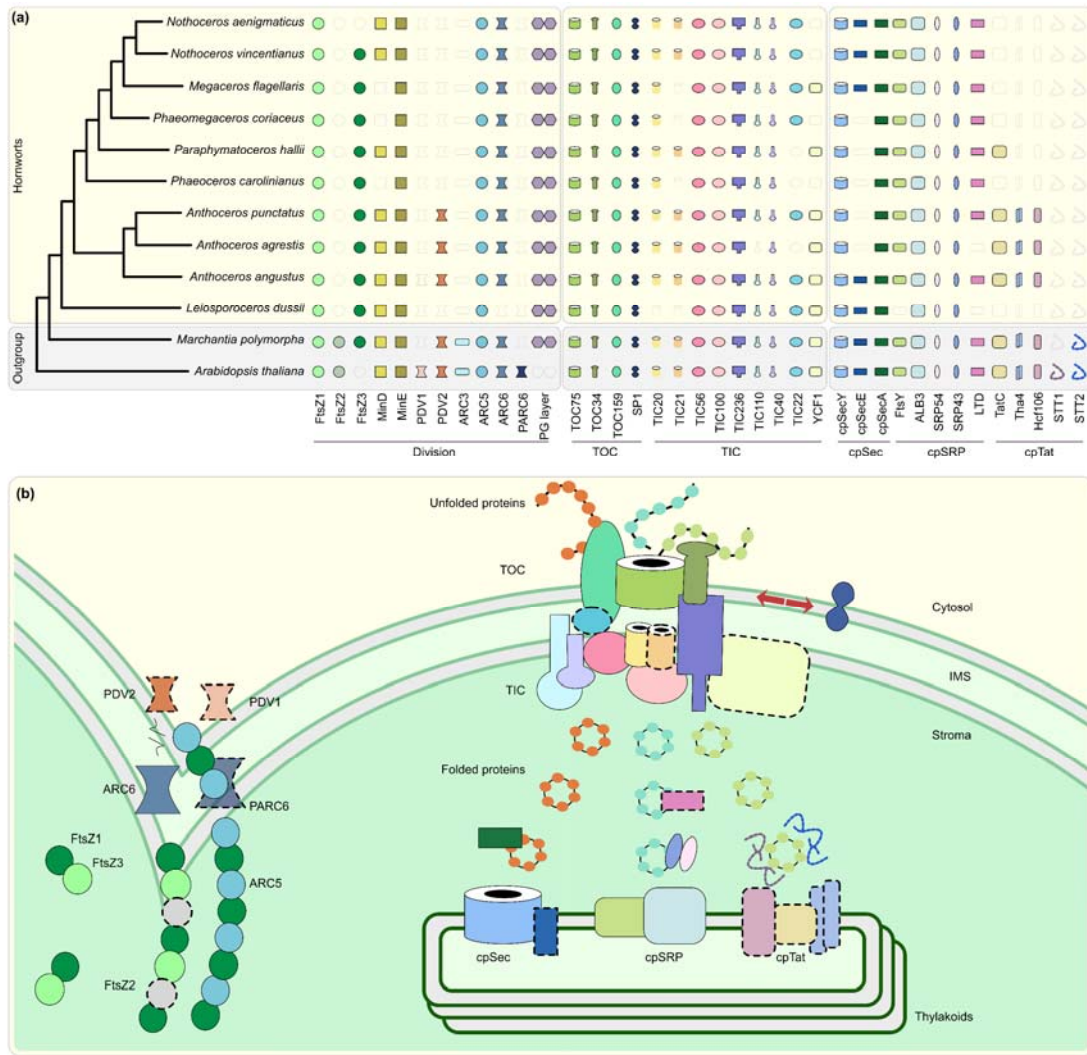 (a)
Nothoceros aenigmaticus
Nothoceros vincentianus
Megaceros flagellaris
Phaeomegaceros coriaceus
Paraphymatoceros hallii
Phaeoceros carolinianus
Anthoceros punctatus
Anthoceros agrestis
Anthoceros angustus
Leiosporoceros dussii
Marchantia polymorpha
Arabidopsis thaliana
Hornworts
Outgroup
FtsZ1
FtsZ2
FtsZ3
MinD
MinE
PDV1
PDV2
ARC3
ARC5
ARC6
PARC6
PG layer
TOC75
TOC34
TOC159
SP1
TIC20
TIC21
TIC56
TIC100
TIC236
TIC110
TIC40
TIC22
YCF1
cpSecY
cpSecE
cpSecA
FtsY
ALB3
SRP54
SRP43
LTD
TatC
Tha4
Hcf106
STT1
STT2
Division
TOC
TIC
cpSec
cpSRP
cpTat
(b)
Unfolded proteins
TOC
Cytosol
IMS
TIC
Stroma
PDV2
PDV1
ARC6
PARC6
Folded proteins
FtsZ1
FtsZ3
ARC5
FtsZ2
cpSec
cpSRP
cpTat
Thylakoids